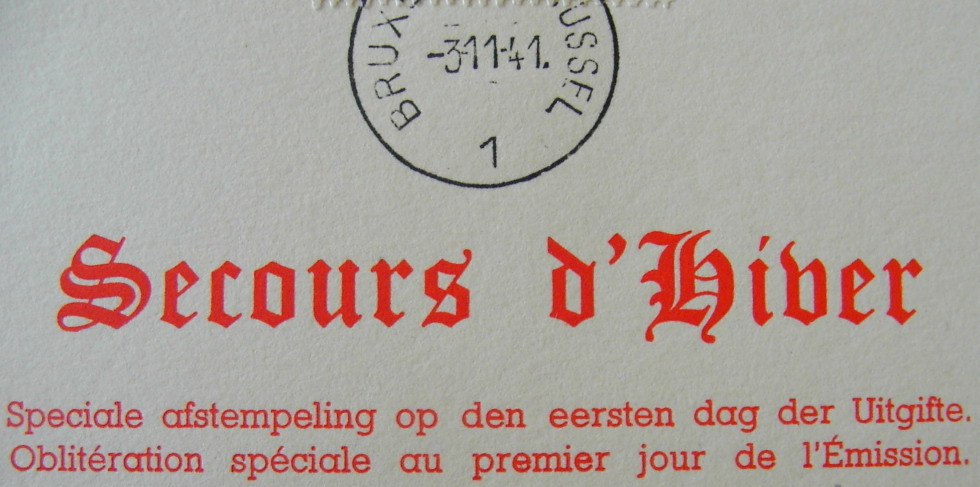 BRUX USSEL
-3.11.41.
1
Secours d'Hiver
Speciale afstempeling op den eersten dag der Uitgifte.
Oblitération spéciale au premier jour de l'Émission.